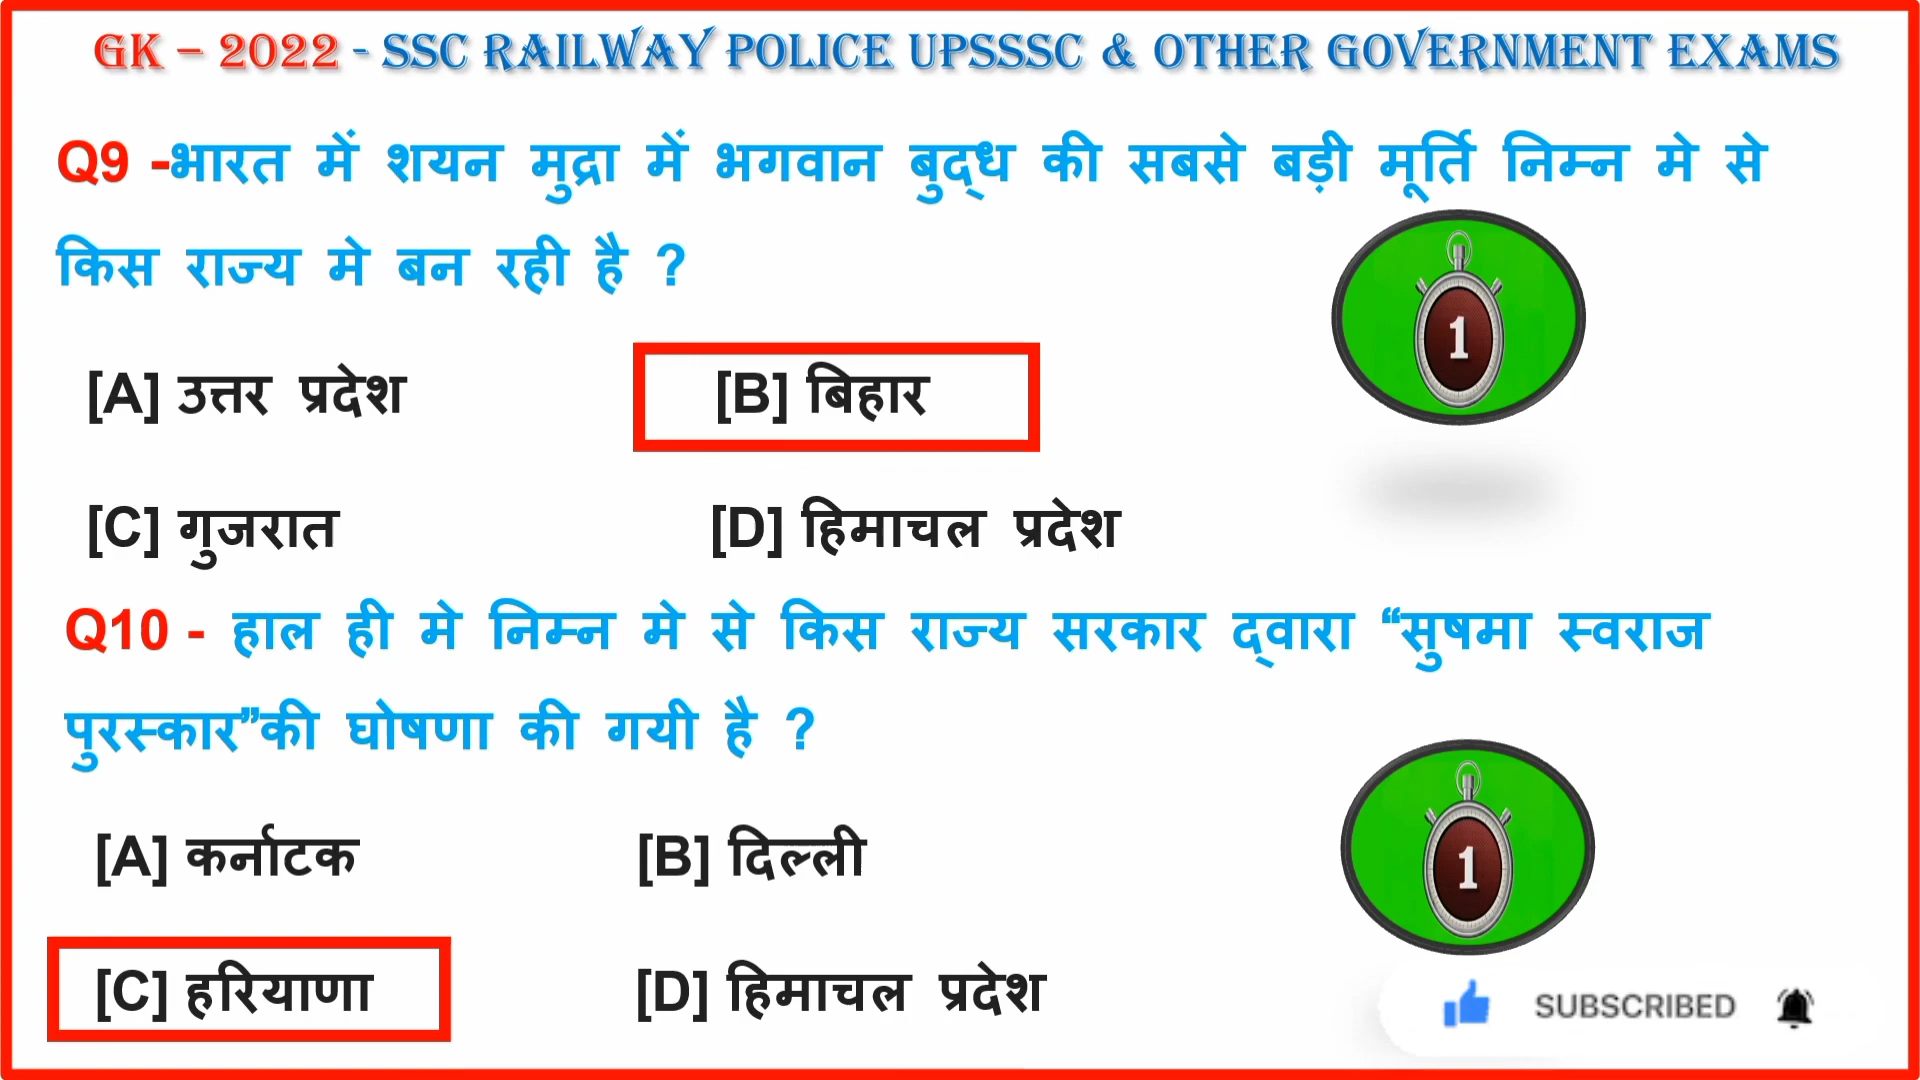 GK – 2022 - SSC RAILWAY POLICE UPSSSC & OTHER GOVERNMENT EXAMS
Q9 -भारत में शयन मुद्रा में भगवान बुद्ध की सबसे बड़ी मूर्ति निम्न मे से
किस राज्य मे बन रही है ?
1
[A] उत्तर प्रदेश [B] बिहार
[C] गुजरात [D] हिमाचल प्रदेश
Q10 - हाल ही मे निम्न मे से किस राज्य सरकार द्वारा “सुषमा स्वराज
पुरस्कार”की घोषणा की गयी है ?
[A] कर्नाटक [B] दिल्ली
1
[C] हरियाणा [D] हिमाचल प्रदेश
SUBSCRIBED